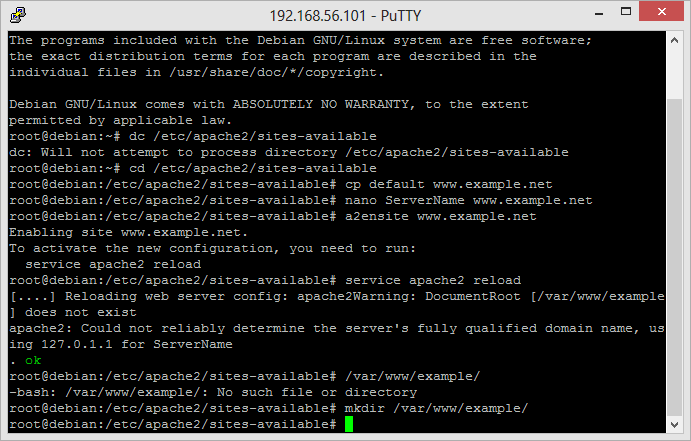 192.168.56.101 - PuTTY
The programs included with the Debian GNU/Linux system are free software;
the exact distribution terms for each program are described in the
individual files in /usr/share/doc/*/copyright.
Debian GNU/Linux comes with ABSOLUTELY NO WARRANTY, to the extent
permitted by applicable law.
root@debian:~# dc /etc/apache2/sites-available
dc: Will not attempt to process directory /etc/apache2/sites-available
root@debian:~# cd /etc/apache2/sites-available
root@debian:/etc/apache2/sites-available# cp default www.example.net
root@debian:/etc/apache2/sites-available# nano ServerName www.example.net
root@debian:/etc/apache2/sites-available# a2ensite www.example.net
Enabling site www.example.net.
To activate the new configuration, you need to run:
  service apache2 reload
root@debian:/etc/apache2/sites-available# service apache2 reload
[....] Reloading web server config: apache2Warning: DocumentRoot [/var/www/example
] does not exist
apache2: Could not reliably determine the server's fully qualified domain name, us
ing 127.0.1.1 for ServerName
. ok
root@debian:/etc/apache2/sites-available# /var/www/example/
-bash: /var/www/example/: No such file or directory
root@debian:/etc/apache2/sites-available# mkdir /var/www/example/
root@debian:/etc/apache2/sites-available#